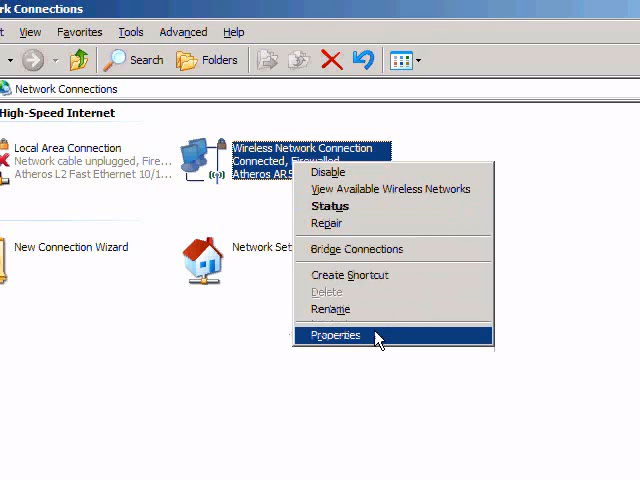 rk Connections
t View Favorites Tools Advanced Help
Search Folders
Network Connections
High-Speed Internet
Local Area Connection
Network cable unplugged, Fire...
Atheros L2 Fast Ethernet 10/1...
Wireless Network Connection
Connected, Firewalled
Atheros AR5
Disable
View Available Wireless Networks
Status
Repair
Bridge Connections
Create Shortcut
Delete
Rename
Properties
New Connection Wizard
Network Set